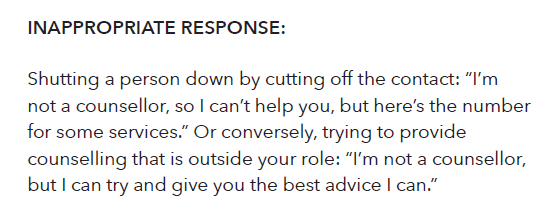 INAPPROPRIATE RESPONSE:
Shutting a person down by cutting off the contact: “I’m
not a counsellor, so I can’t help you, but here’s the number
for some services.” Or conversely, trying to provide
counselling that is outside your role: “I’m not a counsellor,
but I can try and give you the best advice I can.”